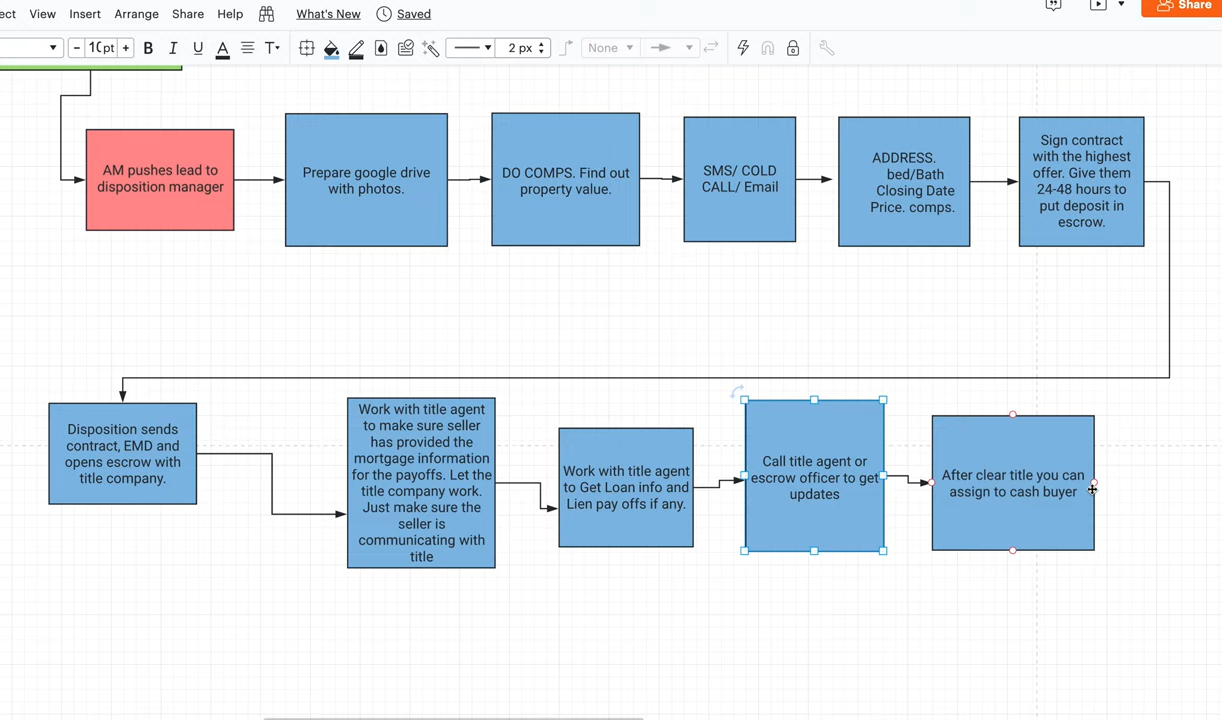 ect View Insert Arrange Share Help What's New Saved
Share
10 pt B I U A T 2 px None
AM pushes lead to
disposition manager
Prepare google drive
with photos.
DO COMPS. Find out
property value.
SMS/ COLD
CALL/ Email
ADDRESS.
bed/Bath
Closing Date
Price. comps.
Sign contract
with the highest
offer. Give them
24-48 hours to
put deposit in
escrow.
Disposition sends
contract, EMD and
opens escrow with
title company.
Work with title agent
to make sure seller
has provided the
mortgage information
for the payoffs. Let the
title company work.
Just make sure the
seller is
communicating with
title
Work with title agent
to Get Loan info and
Lien pay offs if any.
Call title agent or
escrow officer to get
updates
After clear title you can
assign to cash buyer